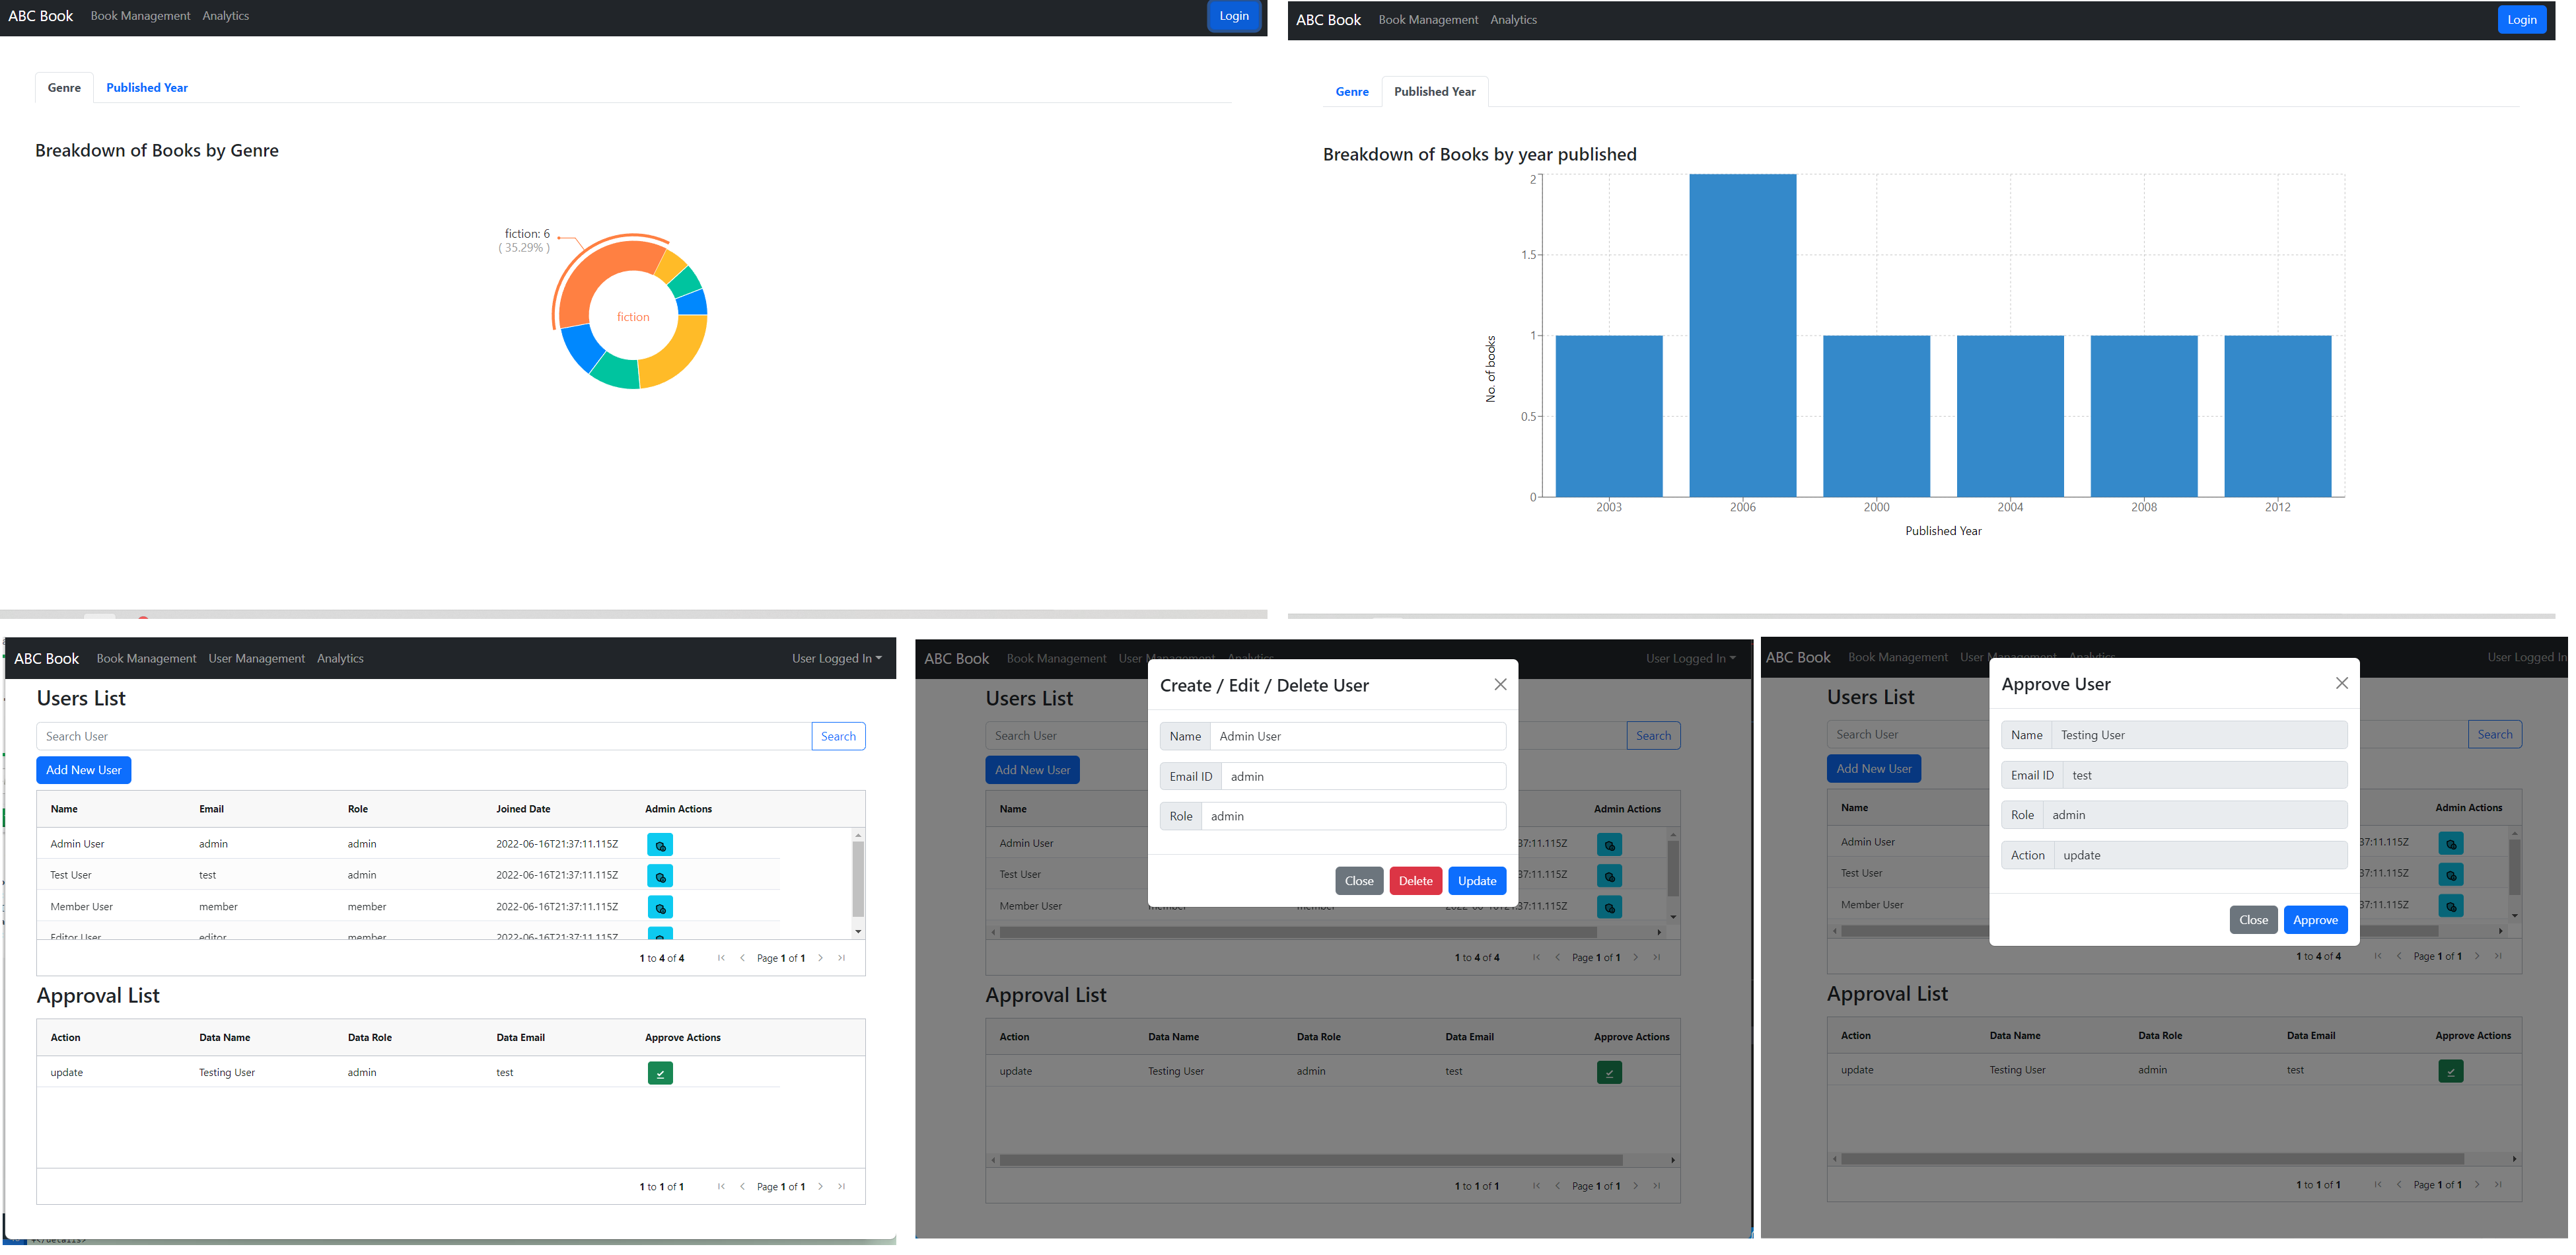 ABC Book Book Management Analytics Login
Genre Published Year
Breakdown of Books by Genre
fiction: 6
( 35.29% )
fiction
ABC Book Book Management Analytics Login
Genre Published Year
Breakdown of Books by year published
2
1.5
1
0.5
0
No. of books
2003 2006 2000 2004 2008 2012
Published Year
ABC Book Book Management User Management Analytics User Logged In
Users List
Search User Search
Add New User
Name Email Role Joined Date Admin Actions
Admin User admin admin 2022-06-16T21:37:11.115Z
Test User test admin 2022-06-16T21:37:11.115Z
Member User member member 2022-06-16T21:37:11.115Z
Editor User editor member 2022-06-16T21:37:11.115Z
1 to 4 of 4 Page 1 of 1
Approval List
Action Data Name Data Role Data Email Approve Actions
update Testing User admin test
1 to 1 of 1 Page 1 of 1
ABC Book Book Management User Management Analytics User Logged In
Users List
Search User Search
Add New User
Create / Edit / Delete User
Name Admin User
Email ID admin
Role admin
Close Delete Update
Name Admin Actions
Admin User 37:11.115Z
Test User 37:11.115Z
Member User member member 2022-06-16T21:37:11.115Z
1 to 4 of 4 Page 1 of 1
Approval List
Action Data Name Data Role Data Email Approve Actions
update Testing User admin test
1 to 1 of 1 Page 1 of 1
ABC Book Book Management User Management Analytics User Logged In
Users List
Search User Search
Add New User
Approve User
Name Testing User
Email ID test
Role admin
Action update
Close Approve
Name Admin Actions
Admin User 37:11.115Z
Test User 37:11.115Z
Member User 37:11.115Z
1 to 4 of 4 Page 1 of 1
Approval List
Action Data Name Data Role Data Email Approve Actions
update Testing User admin test
1 to 1 of 1 Page 1 of 1